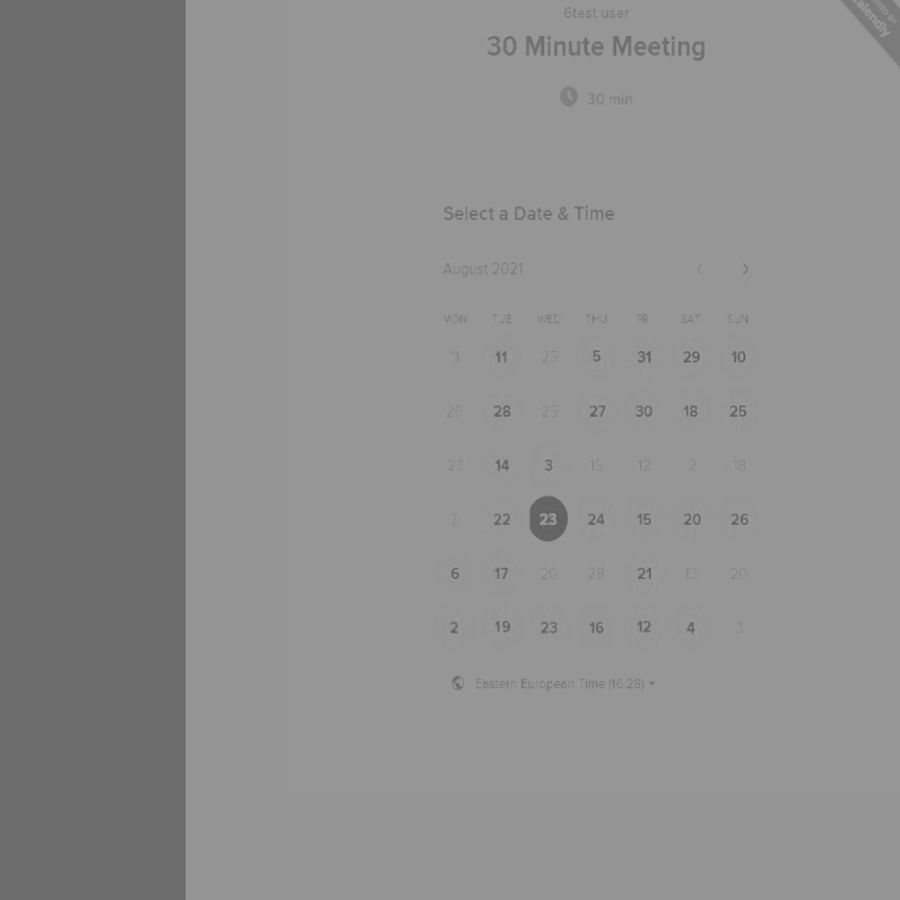 6test user
30 Minute Meeting
30 min
Calendly
Select a Date & Time
August 2021
MON TUE WED THU FRI SAT SUN
11 11 25 5 31 29 10
26 28 29 27 30 18 25
23 14 3 19 12 2 18
7 22 23 24 15 20 26
6 17 20 28 21 13 20
2 19 23 16 12 4 3
Eastern European Time (16:28)